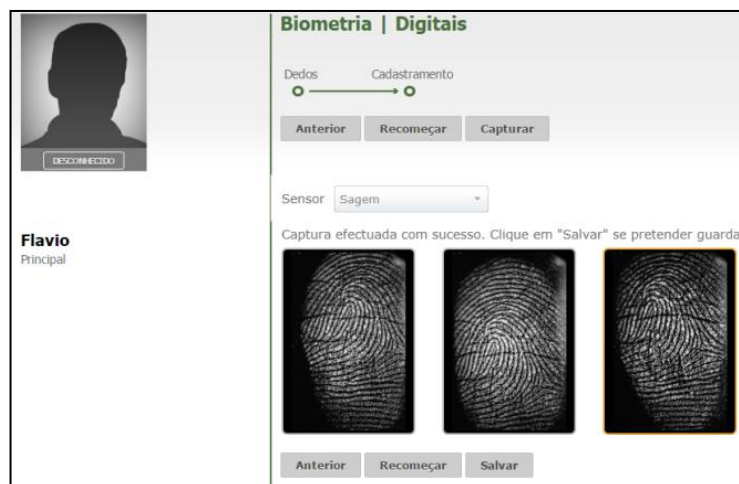 Biometria | Digitais
Dedos Cadastramento
Anterior Recomeçar Capturar
DESCONHECIDO
Sensor Sagem
Flavio
Principal
Captura efectuada com sucesso. Clique em "Salvar" se pretender guarda
Anterior Recomeçar Salvar